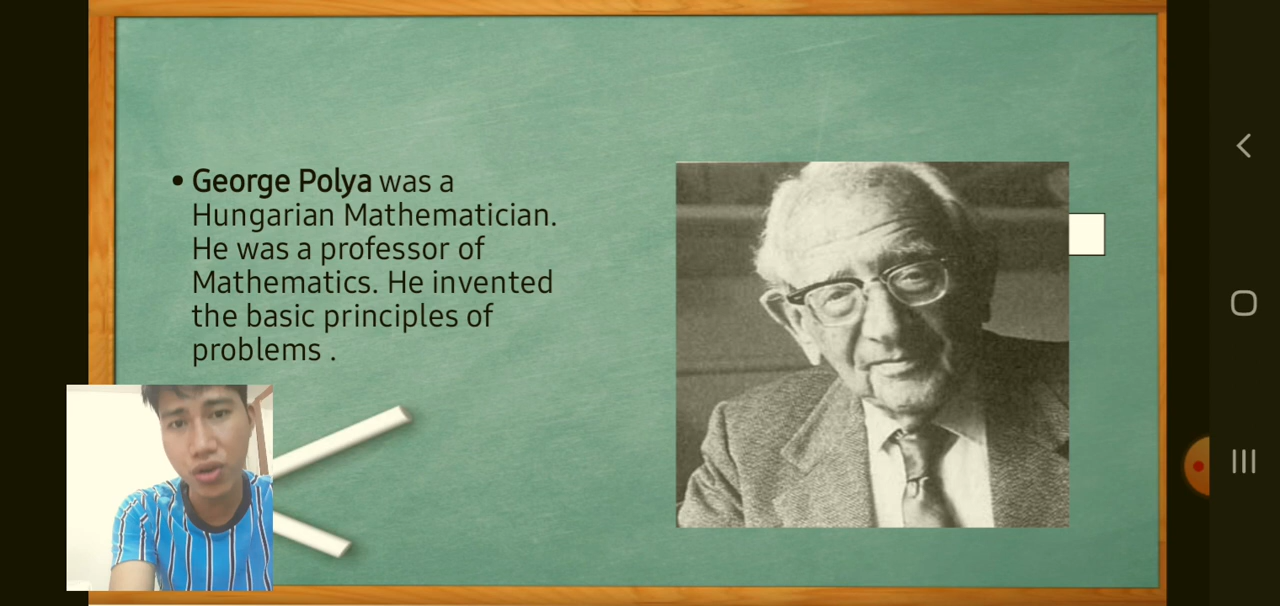 • George Polya was a
Hungarian Mathematician.
He was a professor of
Mathematics. He invented
the basic principles of
problems .